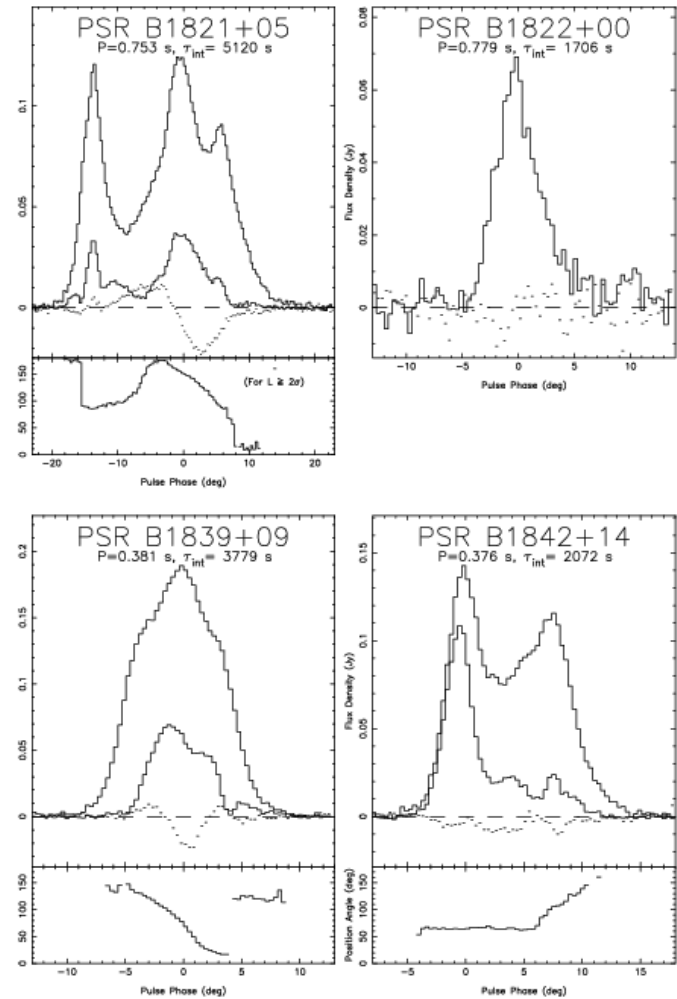 PSR B1821+05
P=0.753 s, τint= 5120 s
0.1
0.05
0
150
100
50
0
(For L ≧ 2σ)
−20 −10 0 10 20
Pulse Phase (deg)
PSR B1822+00
P=0.779 s, τint= 1706 s
Flux Density (Jy)
0.08
0.06
0.04
0.02
0
−10 −5 0 5 10
Pulse Phase (deg)
PSR B1839+09
P=0.381 s, τint= 3779 s
0.2
0.15
0.1
0.05
0
150
100
50
0
−10 −5 0 5 10
Pulse Phase (deg)
PSR B1842+14
P=0.376 s, τint= 2072 s
Flux Density (Jy)
0.15
0.1
0.05
0
Position Angle (deg)
150
100
50
0
−5 0 5 10 15
Pulse Phase (deg)